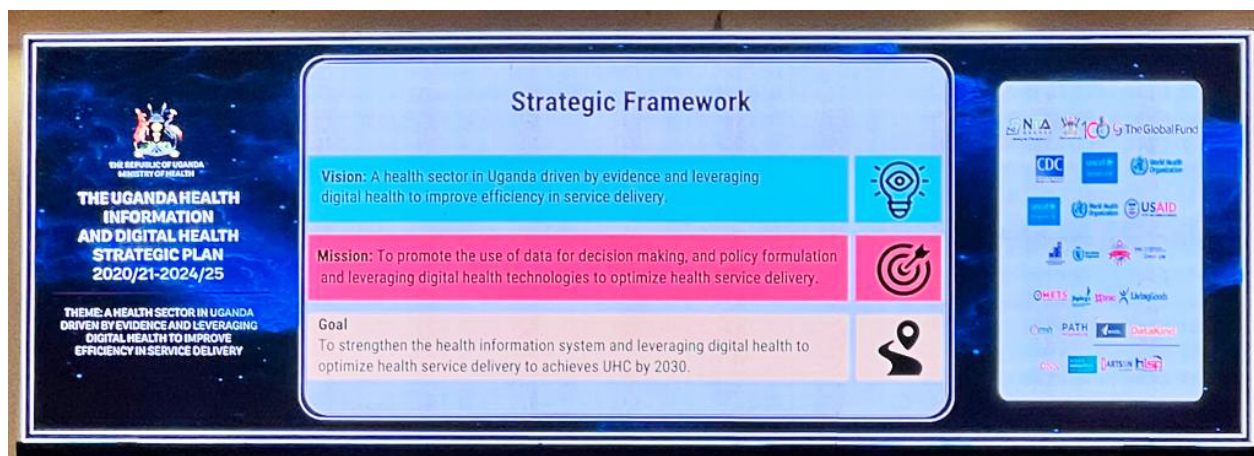 THE REPUBLIC OF UGANDA
MINISTRY OF HEALTH
THE UGANDA HEALTH
INFORMATION
AND DIGITAL HEALTH
STRATEGIC PLAN
2020/21-2024/25
THEME: A HEALTH SECTOR IN UGANDA
DRIVEN BY EVIDENCE AND LEVERAGING
DIGITAL HEALTH TO IMPROVE
EFFICIENCY IN SERVICE DELIVERY
Strategic Framework
Vision: A health sector in Uganda driven by evidence and leveraging
digital health to improve efficiency in service delivery.
Mission: To promote the use of data for decision making, and policy formulation
and leveraging digital health technologies to optimize health service delivery.
Goal
To strengthen the health information system and leveraging digital health to
optimize health service delivery to achieves UHC by 2030.
The Global Fund
CDC
unicef
World Health
Organization
unicef
World Health
Organization
USAID
METS
brac
LivingGoods
PATH
DataKind
hisp